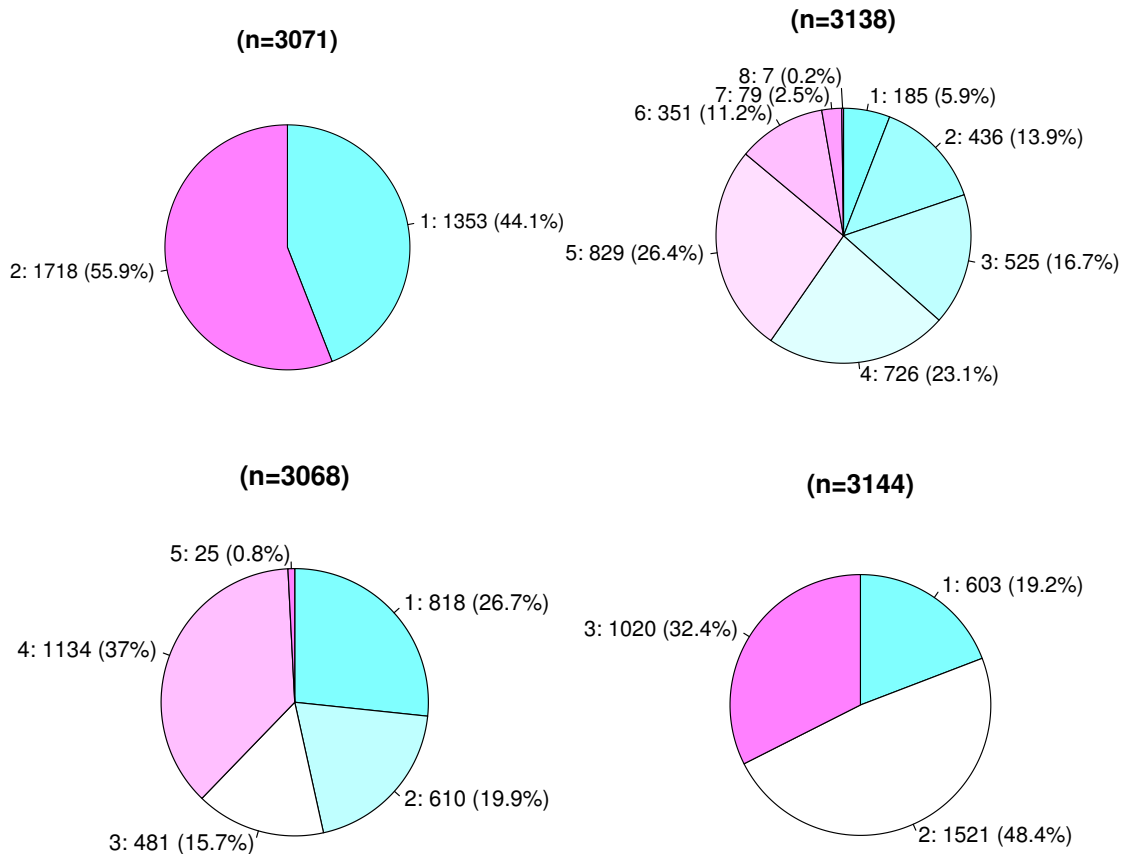 (n=3071)
1: 1353 (44.1%)
2: 1718 (55.9%)
(n=3138)
8: 7 (0.2%)
7: 79 (2.5%)
1: 185 (5.9%)
6: 351 (11.2%)
2: 436 (13.9%)
5: 829 (26.4%)
3: 525 (16.7%)
4: 726 (23.1%)
(n=3068)
5: 25 (0.8%)
1: 818 (26.7%)
4: 1134 (37%)
2: 610 (19.9%)
3: 481 (15.7%)
(n=3144)
1: 603 (19.2%)
3: 1020 (32.4%)
2: 1521 (48.4%)